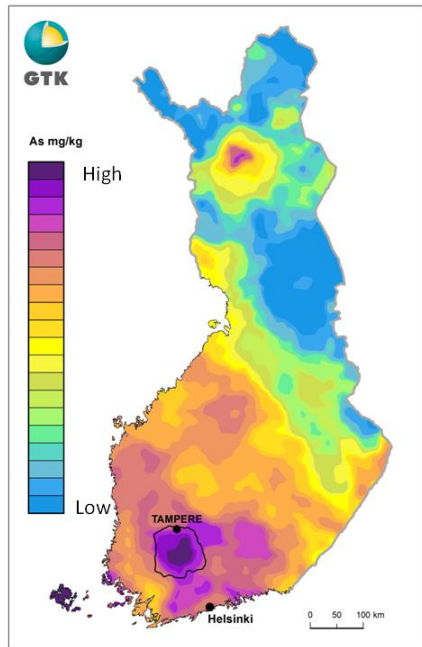 GTK
As mg/kg
High
Low
TAMPERE
Helsinki
0 50 100 km